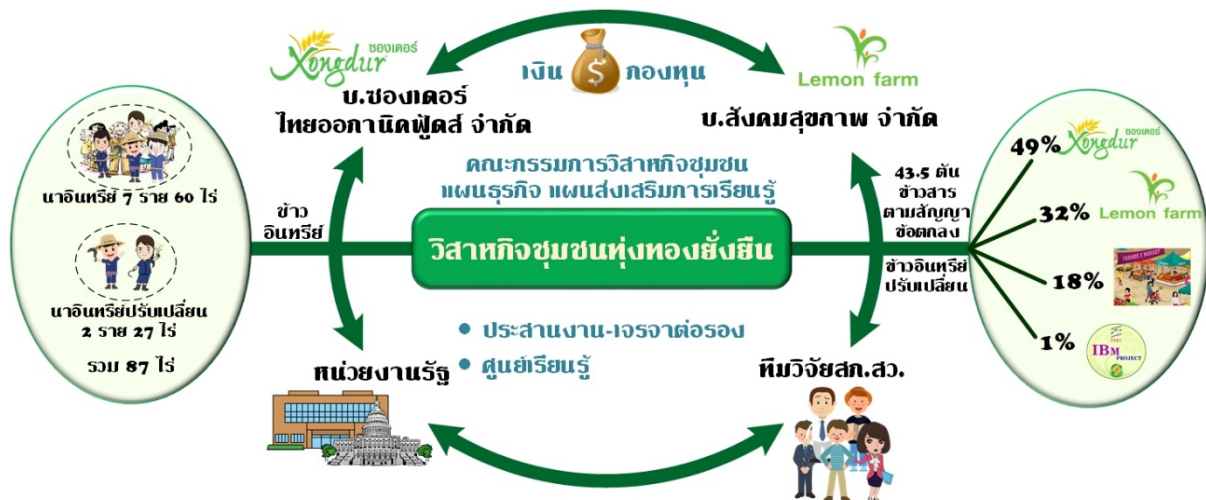 นาอินทรีย์ 7 ราย 60 ไร่
นาอินทรีย์ปรับเปลี่ยน
2 ราย 27 ไร่
รวม 87 ไร่
ซองเดอร์
Xongdur
บ.ซองเดอร์
ไทยออกานิคฟู้ดส์ จำกัด
เงิน $ กองทุน
Lemon farm
บ.สังคมสุขภาพ จำกัด
คณะกรรมการวิสาหกิจชุมชน
แผนธุรกิจ แผนส่งเสริมการเรียนรู้
ข้าว
อินทรีย์
วิสาหกิจชุมชนทุ่งทองยั่งยืน
43.5 ตัน
ข้าวสาร
ตามสัญญา
ข้อตกลง
ข้าวอินทรีย์
ปรับเปลี่ยน
• ประสานงาน-เจรจาต่อรอง
• ศูนย์เรียนรู้
หน่วยงานรัฐ
ทีมวิจัยสก.สว.
49%
ซองเดอร์
Xongdur
32%
Lemon farm
18%
FARMER'S MARKET
1%
IBM
PROJECT